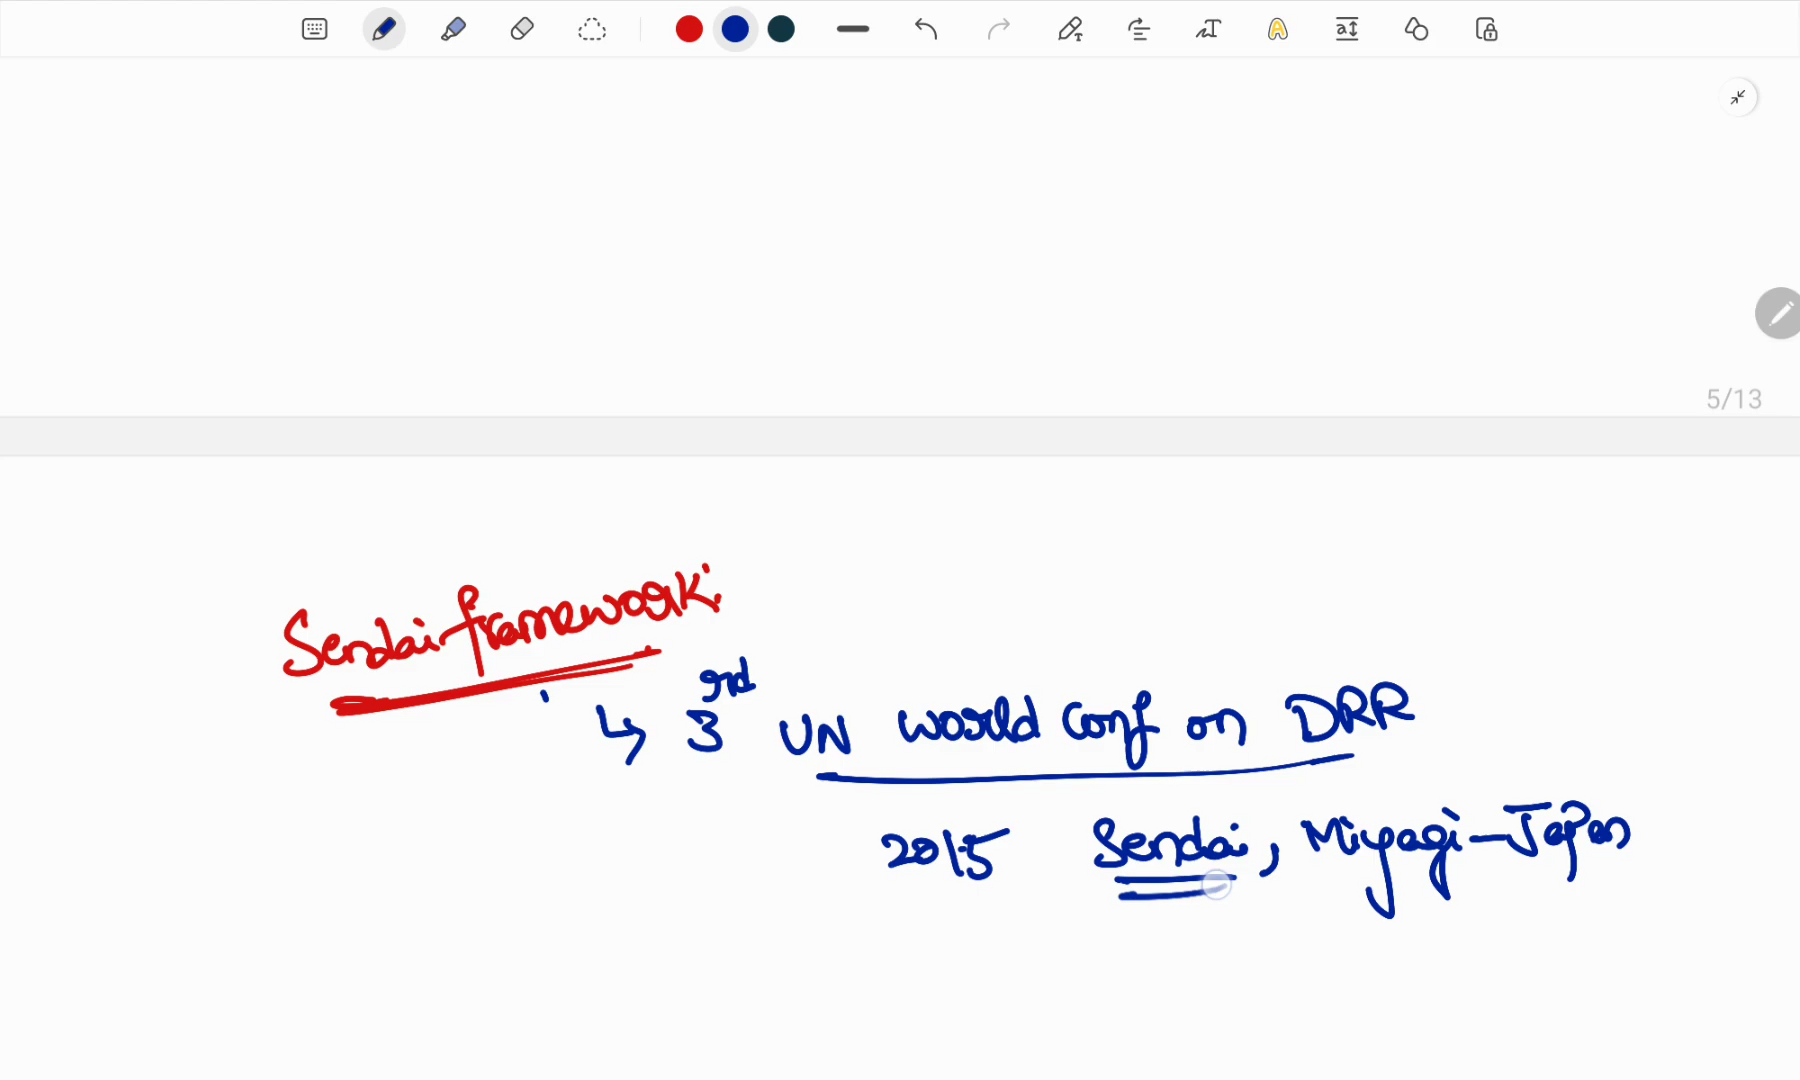 5/13
Sendai framework:
↳ 3rd UN world conf on DRR
2015 Sendai, Miyagi-Japan